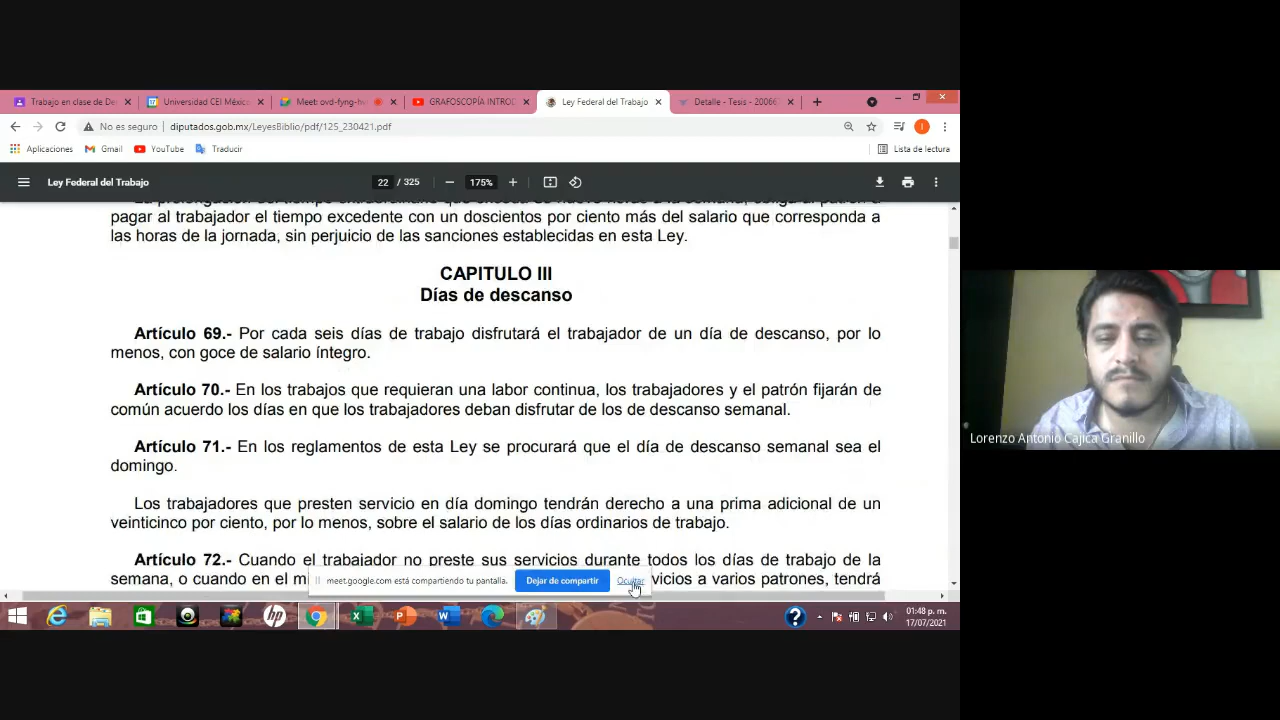 Trabajo en clase de De
Universidad CEI México
Meet: ovd-fyng-h
GRAFOSCOPÍA INTROD
Ley Federal del Trabajo
Detalle - Tesis - 20066
No es seguro
deputados.gob.mx/LeyesBiblio/pdf/125_230421.pdf
Aplicaciones
Gmail
YouTube
Traducir
Lista de lectura
Ley Federal del Trabajo
22 / 325
175%
pagar al trabajador el tiempo excedente con un doscientos por ciento más del salario que corresponda a
las horas de la jornada, sin perjuicio de las sanciones establecidas en esta Ley.
CAPITULO III
Días de descanso
Artículo 69.- Por cada seis días de trabajo disfrutará el trabajador de un día de descanso, por lo
menos, con goce de salario íntegro.
Artículo 70.- En los trabajos que requieran una labor continua, los trabajadores y el patrón fijarán de
común acuerdo los días en que los trabajadores deban disfrutar de los de descanso semanal.
Artículo 71.- En los reglamentos de esta Ley se procurará que el día de descanso semanal sea el
domingo.
Los trabajadores que presten servicio en día domingo tendrán derecho a una prima adicional de un
veinticinco por ciento, por lo menos, sobre el salario de los días ordinarios de trabajo.
Artículo 72.- Cuando el trabajador no preste sus servicios durante todos los días de trabajo de la
semana, o cuando en el mi
vicios a varios patrones, tendrá
meet.google.com está compartiendo tu pantalla.
Dejar de compartir
Ocultar
Lorenzo Antonio Cajica Granillo
01:48 p. m.
17/07/2021